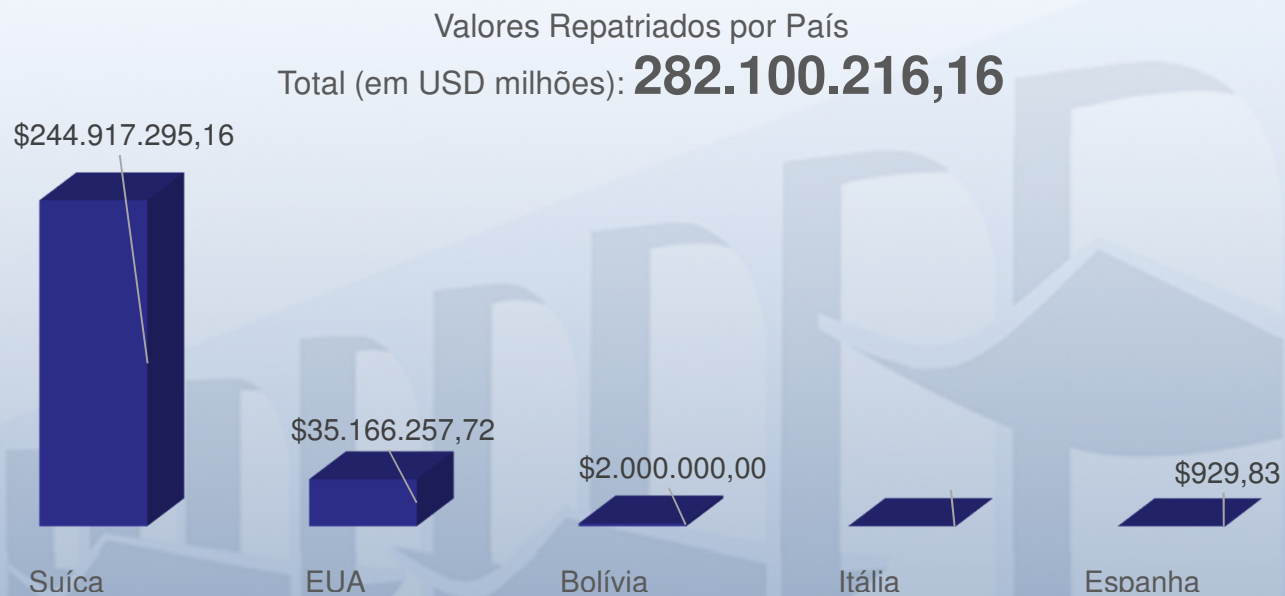 Valores Repatriados por País
Total (em USD milhões): 282.100.216,16
$244.917.295,16
$35.166.257,72
$2.000.000,00
$929,83
Suíca
EUA
Bolívia
Itália
Espanha